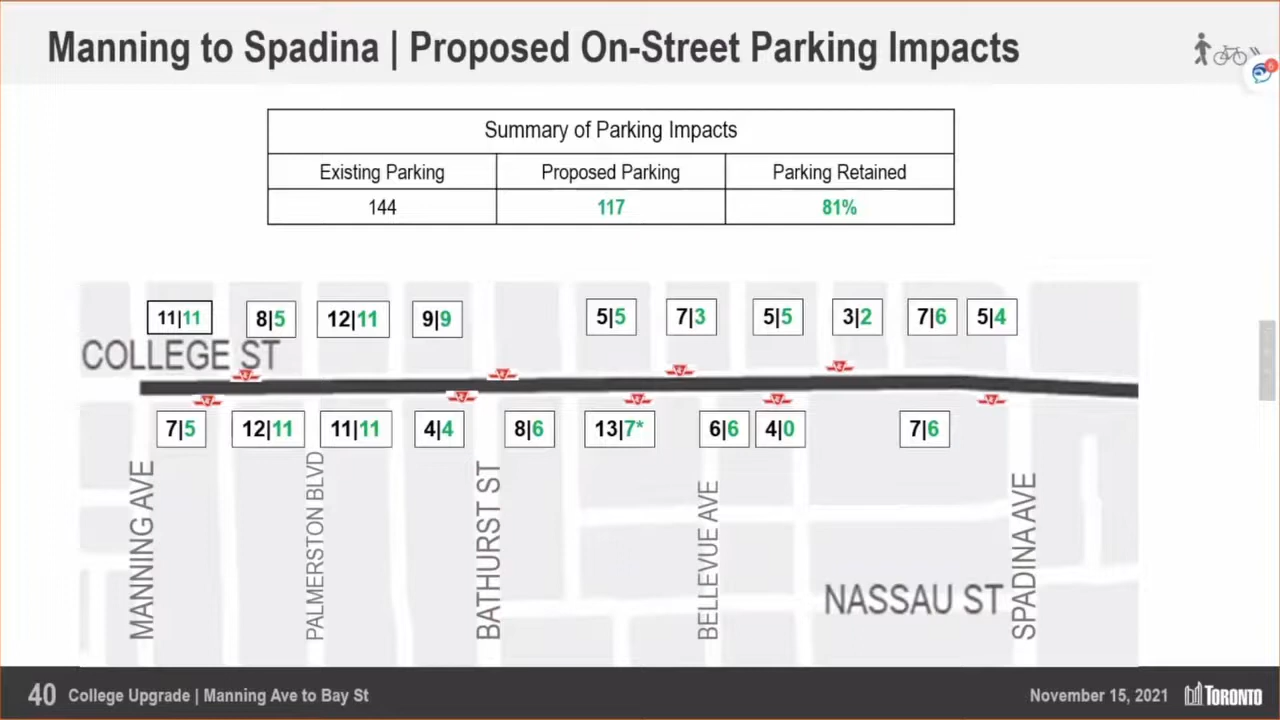 Manning to Spadina | Proposed On-Street Parking Impacts
6
Summary of Parking Impacts
Existing Parking
Proposed Parking
Parking Retained
144
117
81%
11|11
8|5
12|11
9|9
5|5
7|3
5|5
3|2
7|6
5|4
COLLEGE ST
7|5
12|11
11|11
4|4
8|6
13|7*
6|6
4|0
7|6
MANNING AVE
PALMERSTON BLVD
BATHURST ST
BELLEVUE AVE
NASSAU ST
SPADINA AVE
40 College Upgrade | Manning Ave to Bay St
November 15, 2021
TORONTO